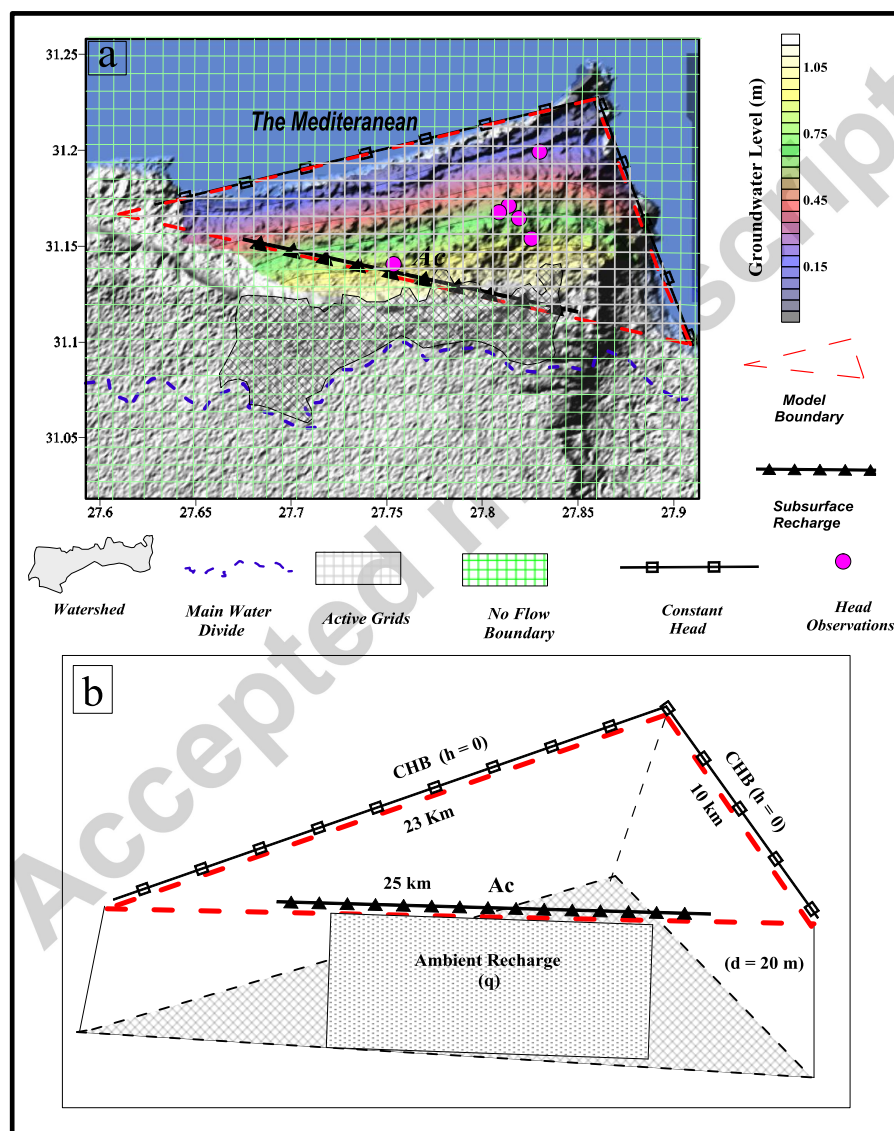 a
31.25
31.2
31.15
31.1
31.05
27.6
27.65
27.7
27.75
27.8
27.85
27.9
The Mediteranean
Ac
Groundwater Level (m)
1.05
0.75
0.45
0.15
Model
Boundary
Subsurface
Recharge
Watershed
Main Water
Divide
Active Grids
No Flow
Boundary
Constant
Head
Head
Observations
b
CHB (h = 0)
23 Km
CHB (h = 0)
10 km
25 km
Ac
Ambient Recharge
(q)
(d = 20 m)